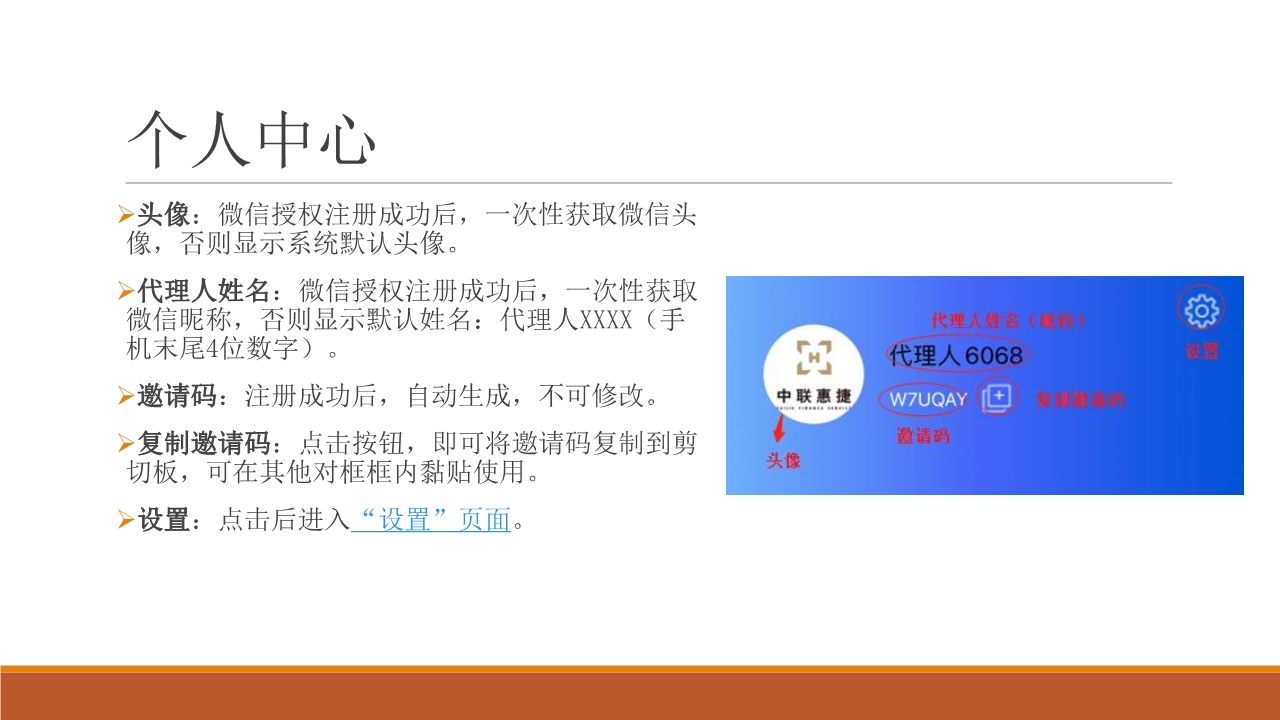 个人中心
头像：微信授权注册成功后，一次性获取微信头
像，否则显示系统默认头像。
代理人姓名：微信授权注册成功后，一次性获取
微信昵称，否则显示默认姓名：代理人XXXX（手
机末尾4位数字）。
邀请码：注册成功后，自动生成，不可修改。
复制邀请码：点击按钮，即可将邀请码复制到剪
切板，可在其他对框框内黏贴使用。
设置：点击后进入“设置”页面。
代理人姓名（昵称）
设置
代理人 6068
中联惠捷
W7UQAY
复制邀请码
邀请码
头像